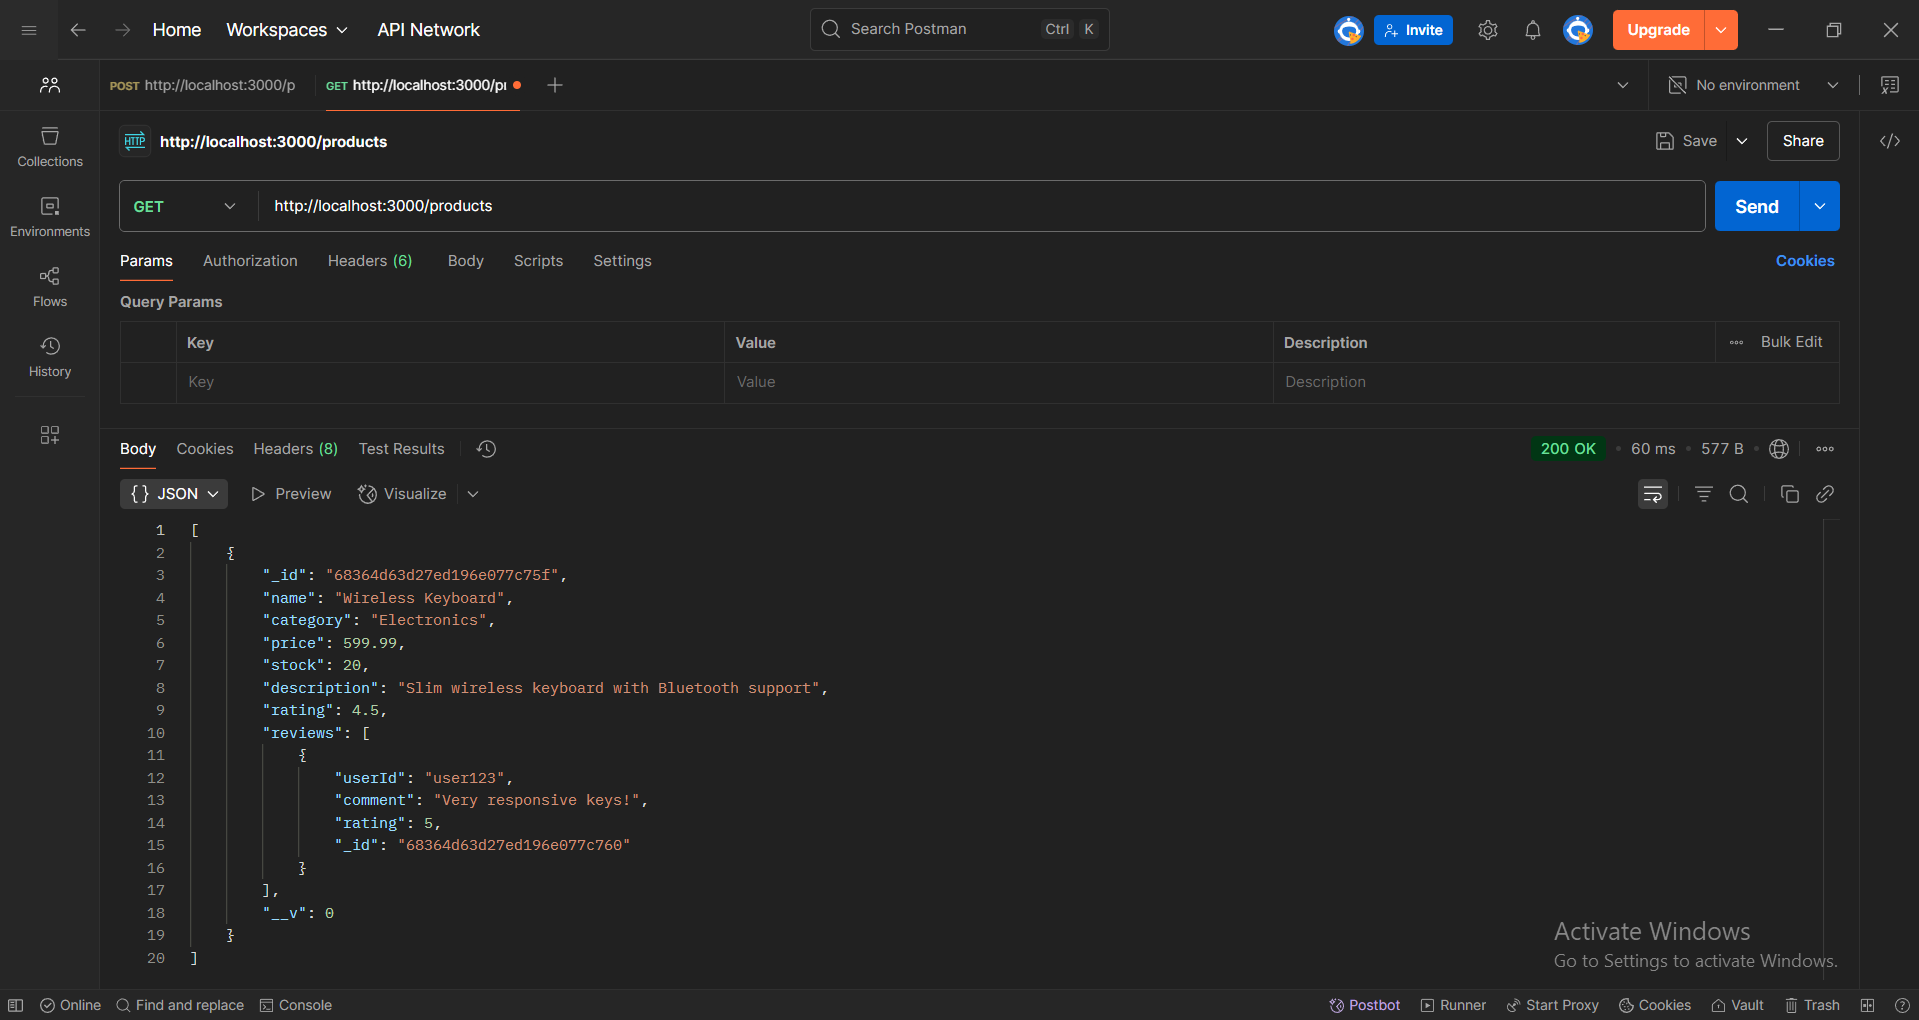 Home Workspaces API Network Search Postman Ctrl K Invite Upgrade
POST http://localhost:3000/p GET http://localhost:3000/pr No environment
HTTP http://localhost:3000/products Save Share
Collections
GET http://localhost:3000/products Send
Environments
Params Authorization Headers (6) Body Scripts Settings Cookies
Flows
Query Params
Key Value Description Bulk Edit
History
Key Value Description
Body Cookies Headers (8) Test Results 200 OK 60 ms 577 B
{} JSON Preview Visualize
1 [
2 {
3 "_id": "68364d63d27ed196e077c75f",
4 "name": "Wireless Keyboard",
5 "category": "Electronics",
6 "price": 599.99,
7 "stock": 20,
8 "description": "Slim wireless keyboard with Bluetooth support",
9 "rating": 4.5,
10 "reviews": [
11 {
12 "userId": "user123",
13 "comment": "Very responsive keys!",
14 "rating": 5,
15 "_id": "68364d63d27ed196e077c760"
16 }
17 ],
18 "__v": 0
19 }
20 ]
Activate Windows
Go to Settings to activate Windows.
Online Find and replace Console Postbot Runner Start Proxy Cookies Vault Trash